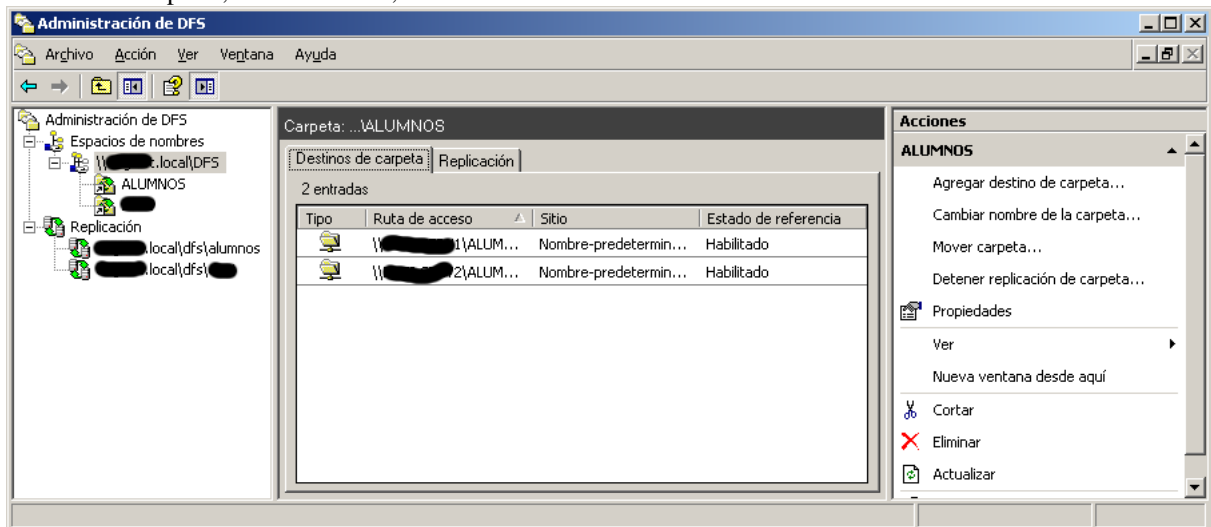 Administración de DFS
Archivo Acción Ver Ventana Ayuda
Administración de DFS
Espacios de nombres
.local\DFS
ALUMNOS
Replicación
.local\dfs\alumnos
.local\dfs\
Carpeta: ...\ALUMNOS
Destinos de carpeta Replicación
2 entradas
Tipo Ruta de acceso Sitio Estado de referencia
\\ 1\ALUM... Nombre-predetermin... Habilitado
\\ 2\ALUM... Nombre-predetermin... Habilitado
Acciones
ALUMNOS
Agregar destino de carpeta...
Cambiar nombre de la carpeta...
Mover carpeta...
Detener replicación de carpeta...
Propiedades
Ver
Nueva ventana desde aquí
Cortar
Eliminar
Actualizar